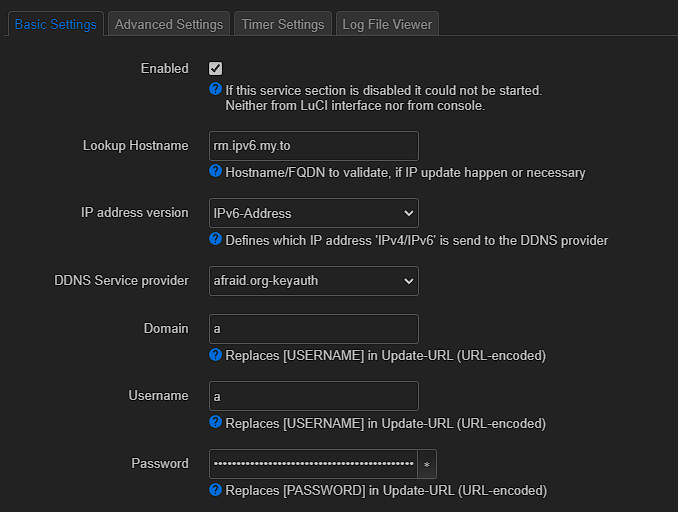 Basic Settings Advanced Settings Timer Settings Log File Viewer
Enabled
If this service section is disabled it could not be started.
Neither from LuCI interface nor from console.
Lookup Hostname rm.ipv6.my.to
Hostname/FQDN to validate, if IP update happen or necessary
IP address version IPv6-Address
Defines which IP address 'IPv4/IPv6' is send to the DDNS provider
DDNS Service provider afraid.org-keyauth
Domain a
Replaces [USERNAME] in Update-URL (URL-encoded)
Username a
Replaces [USERNAME] in Update-URL (URL-encoded)
Password ••••••••••••••••••••••••••••••••••••••••••• *
Replaces [PASSWORD] in Update-URL (URL-encoded)